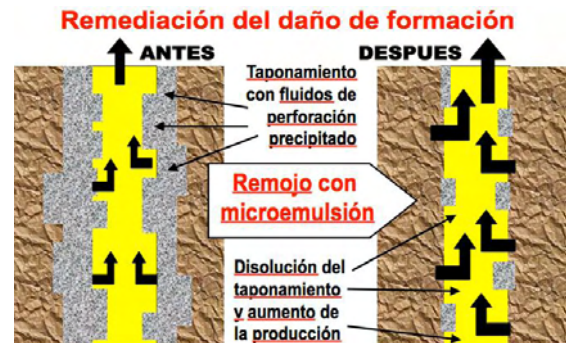 Remediación del daño de formación
ANTES
DESPUES
Taponamiento
con fluidos de
perforación
precipitado
Remojo con
microemulsión
Disolución del
taponamiento
y aumento de
la producción